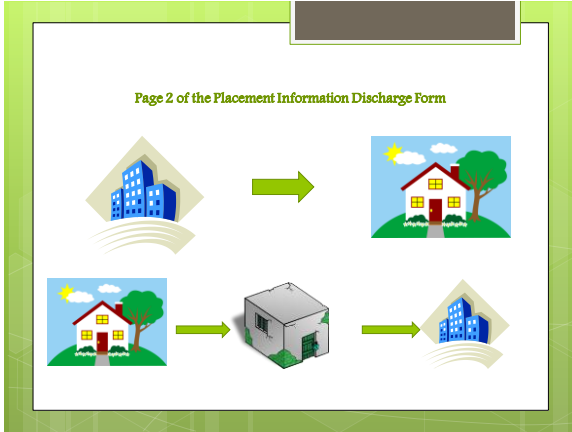 Page 2 of the Placement Information Discharge Form